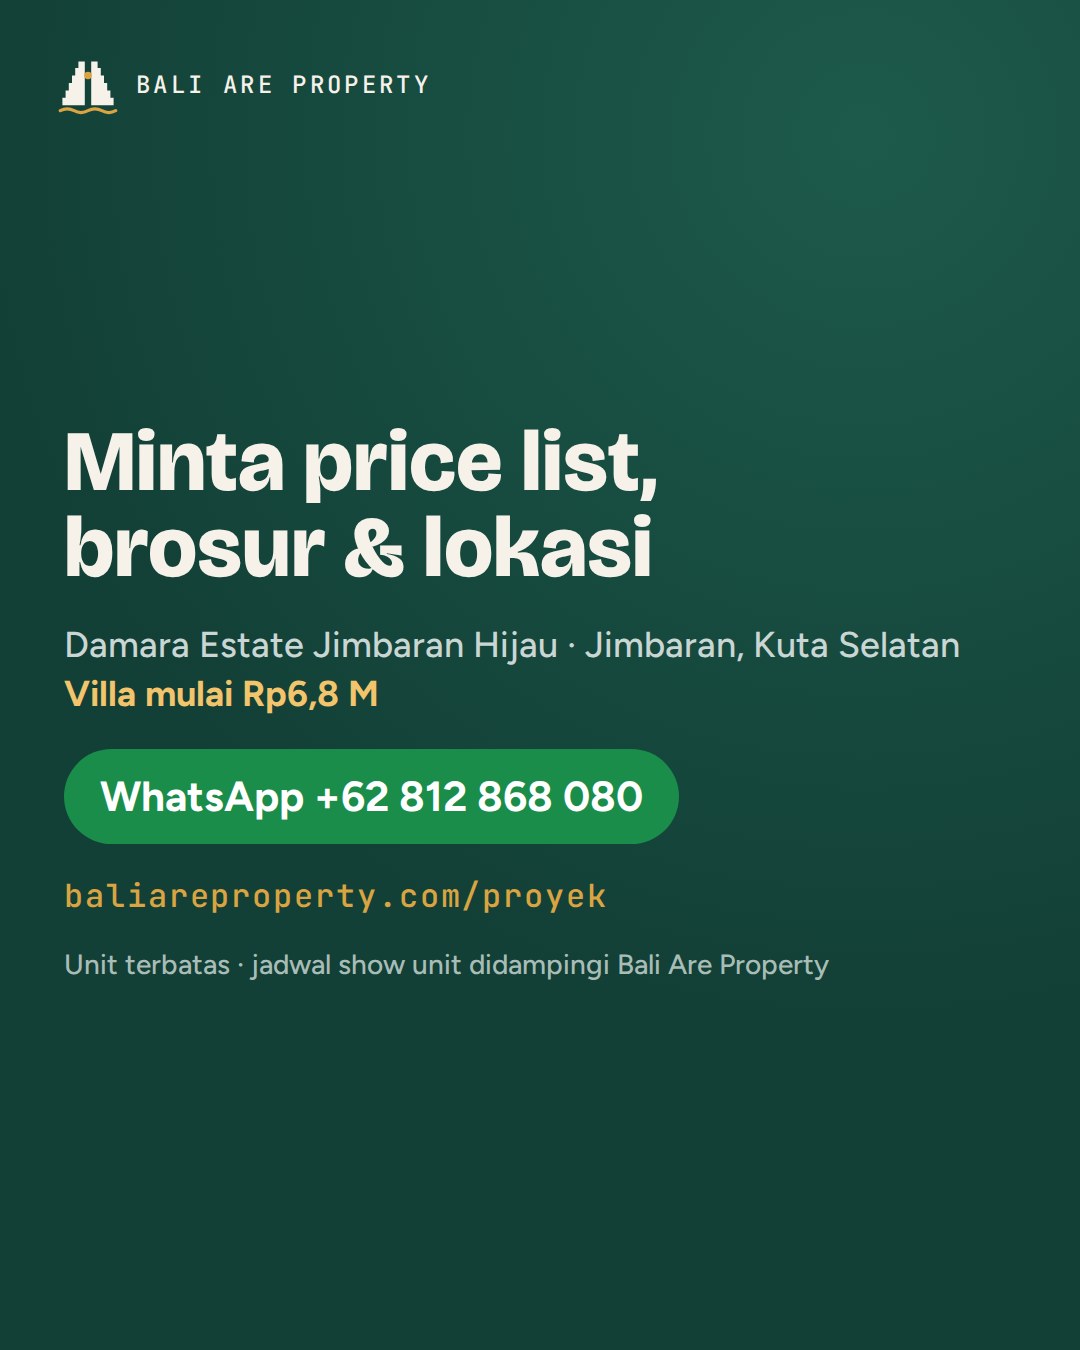 BALI ARE PROPERTY
Minta price list,
brosur & lokasi
Damara Estate Jimbaran Hijau · Jimbaran, Kuta Selatan
Villa mulai Rp6,8 M
WhatsApp +62 812 868 080
baliareproperty.com/proyek
Unit terbatas · jadwal show unit didampingi Bali Are Property